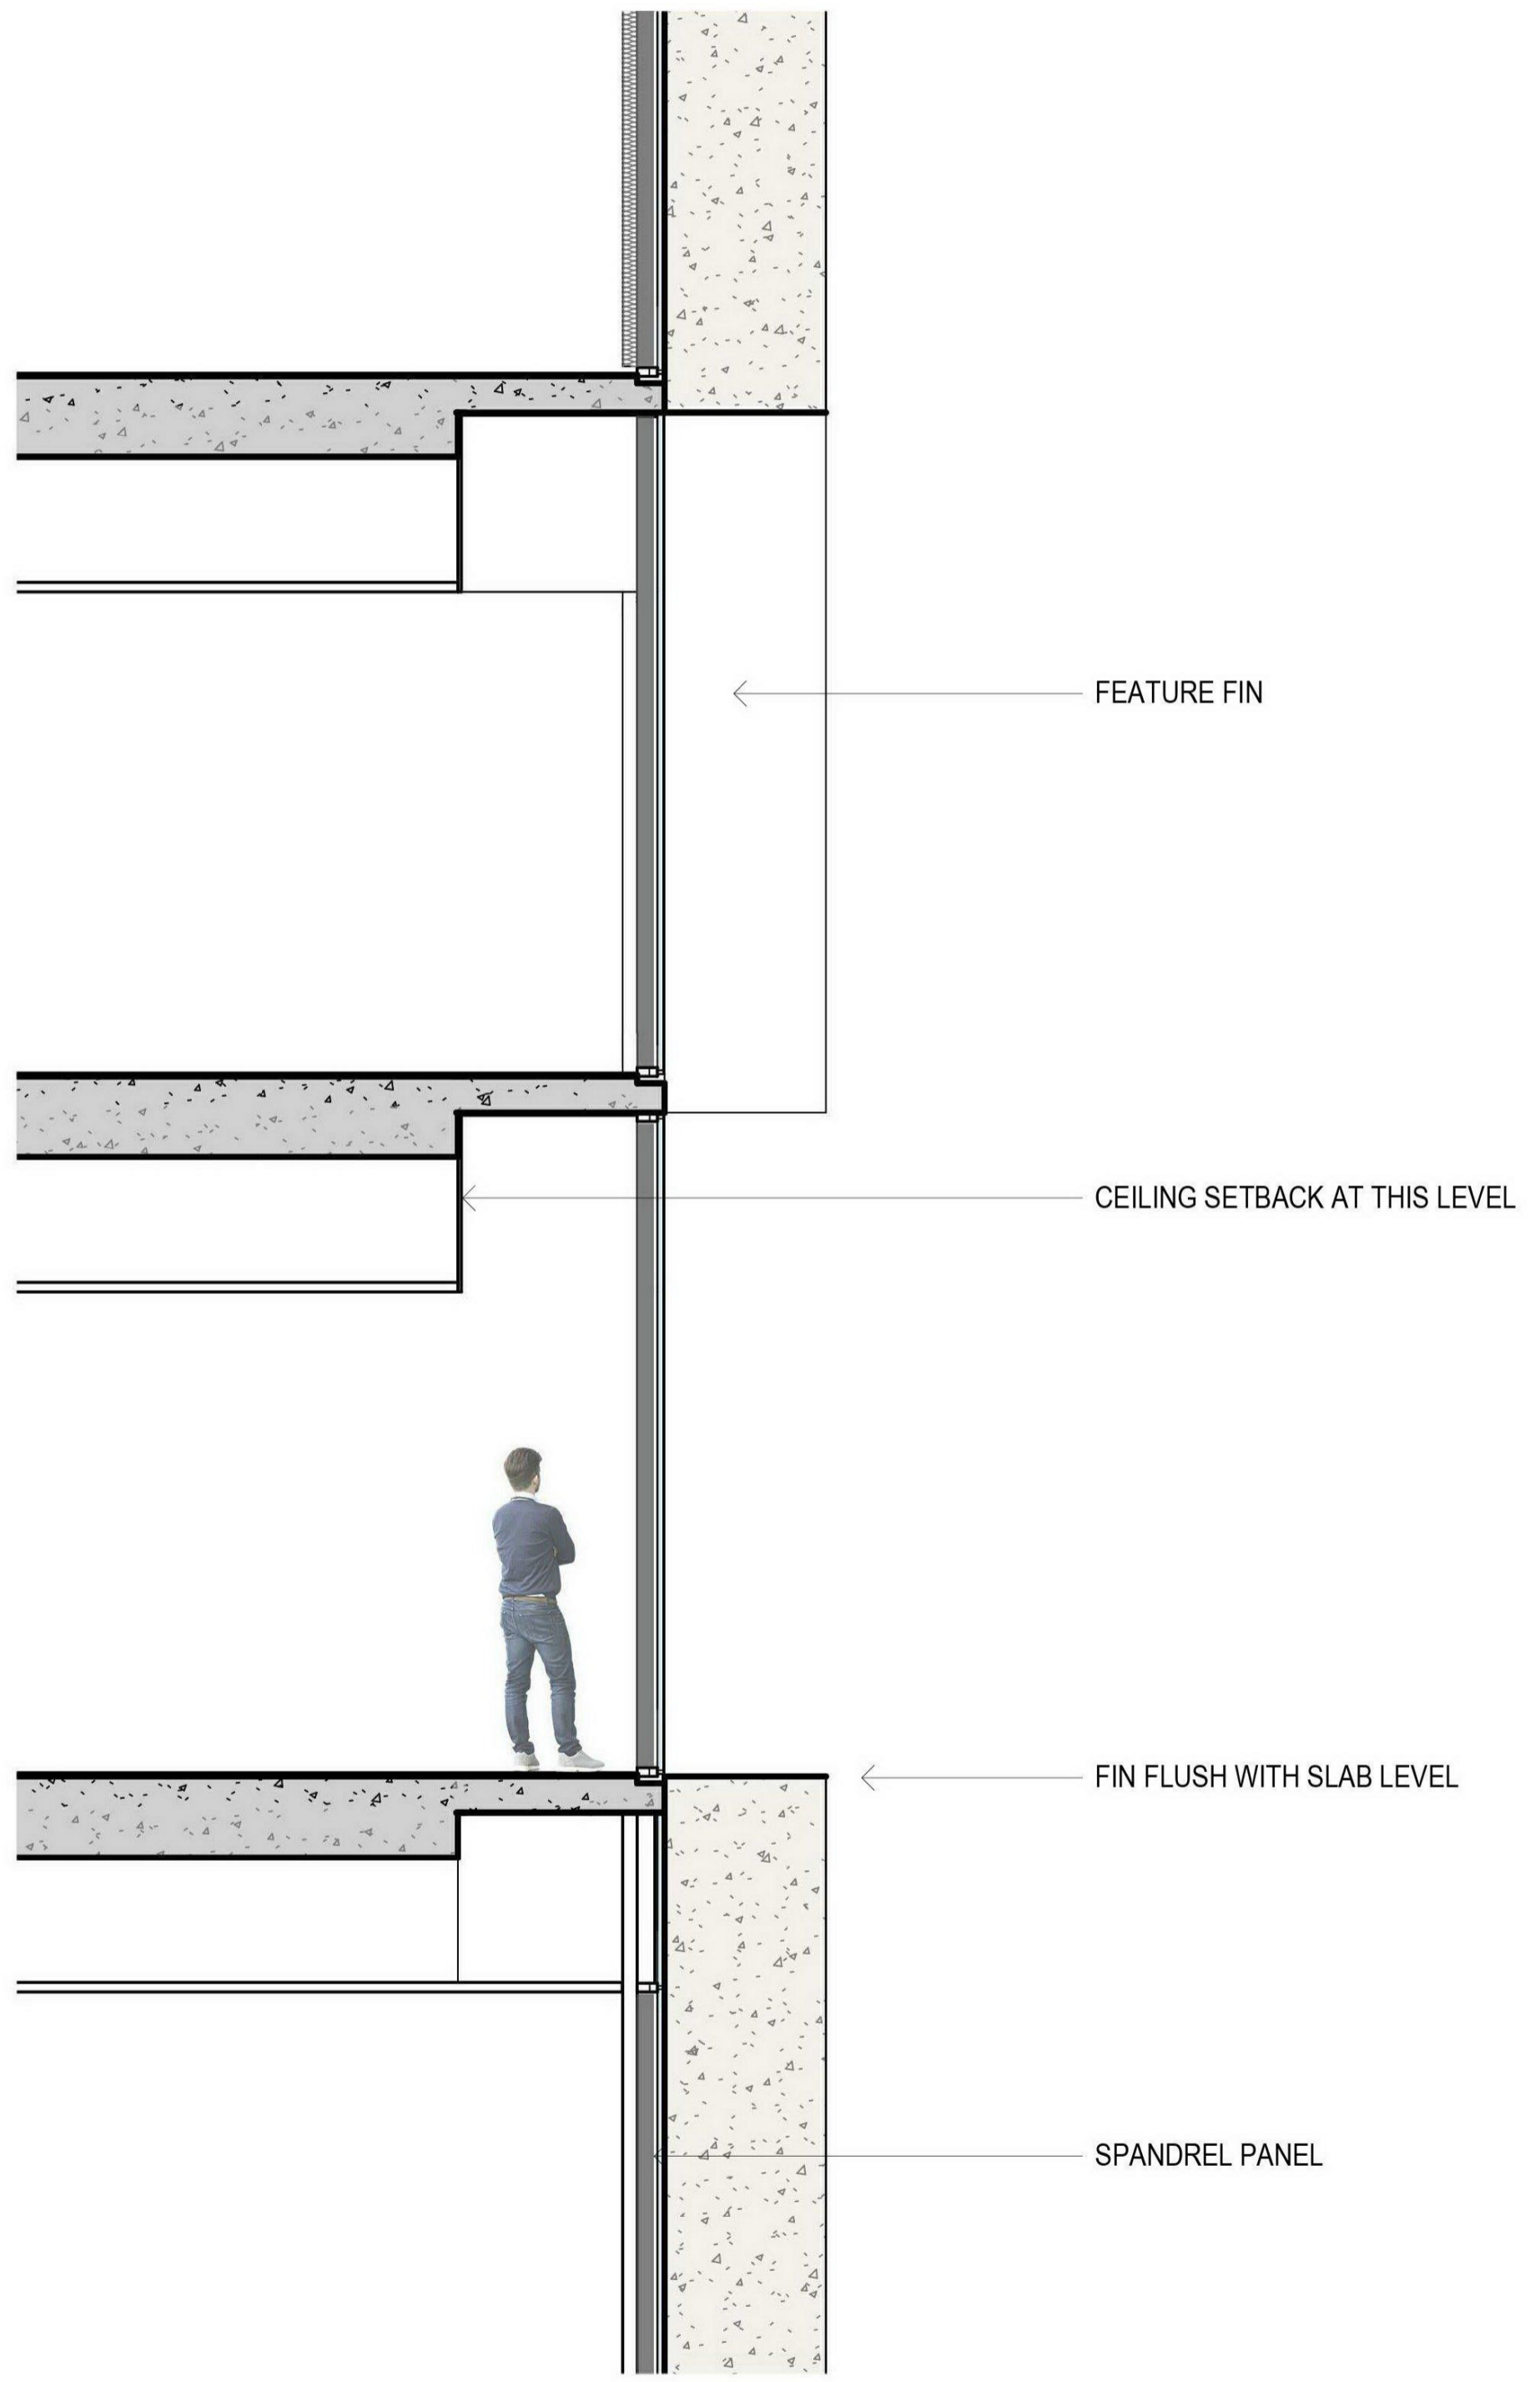 FEATURE FIN
CEILING SETBACK AT THIS LEVEL
FIN FLUSH WITH SLAB LEVEL
SPANDREL PANEL